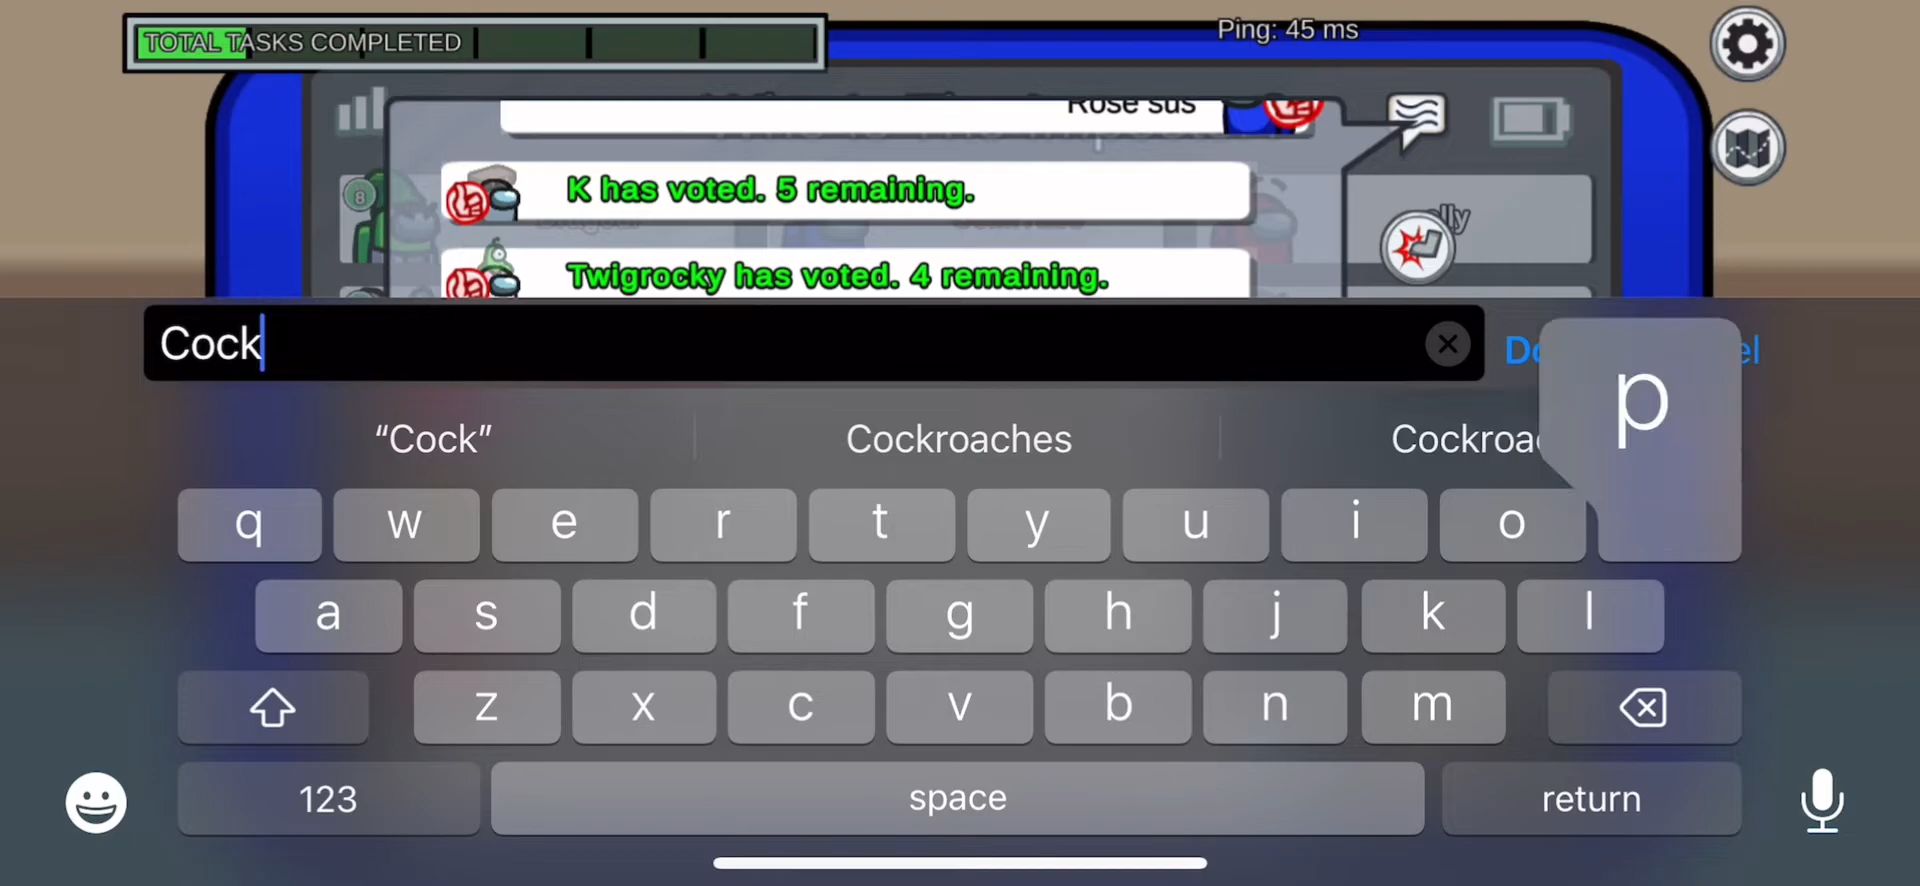 TOTAL TASKS COMPLETED
Ping: 45 ms
Rose sus
8
K has voted. 5 remaining.
Twigrocky has voted. 4 remaining.
Cock
“Cock”
Cockroaches
p
q w e r t y u i o
a s d f g h j k l
z x c v b n m
123
space
return